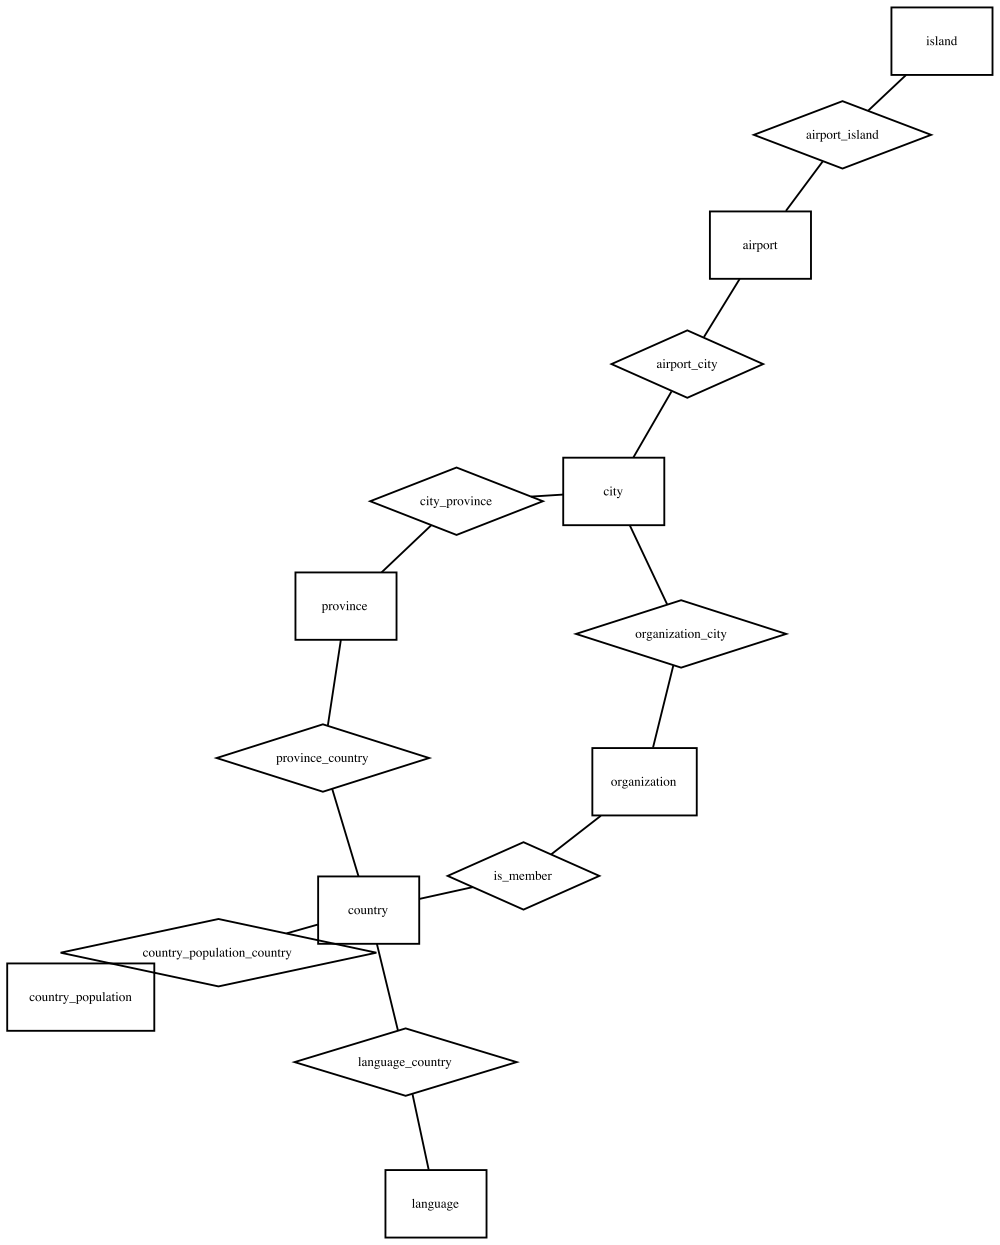 island
airport_island
airport
airport_city
city
city_province
province
organization_city
province_country
organization
is_member
country
country_population_country
country_population
language_country
language